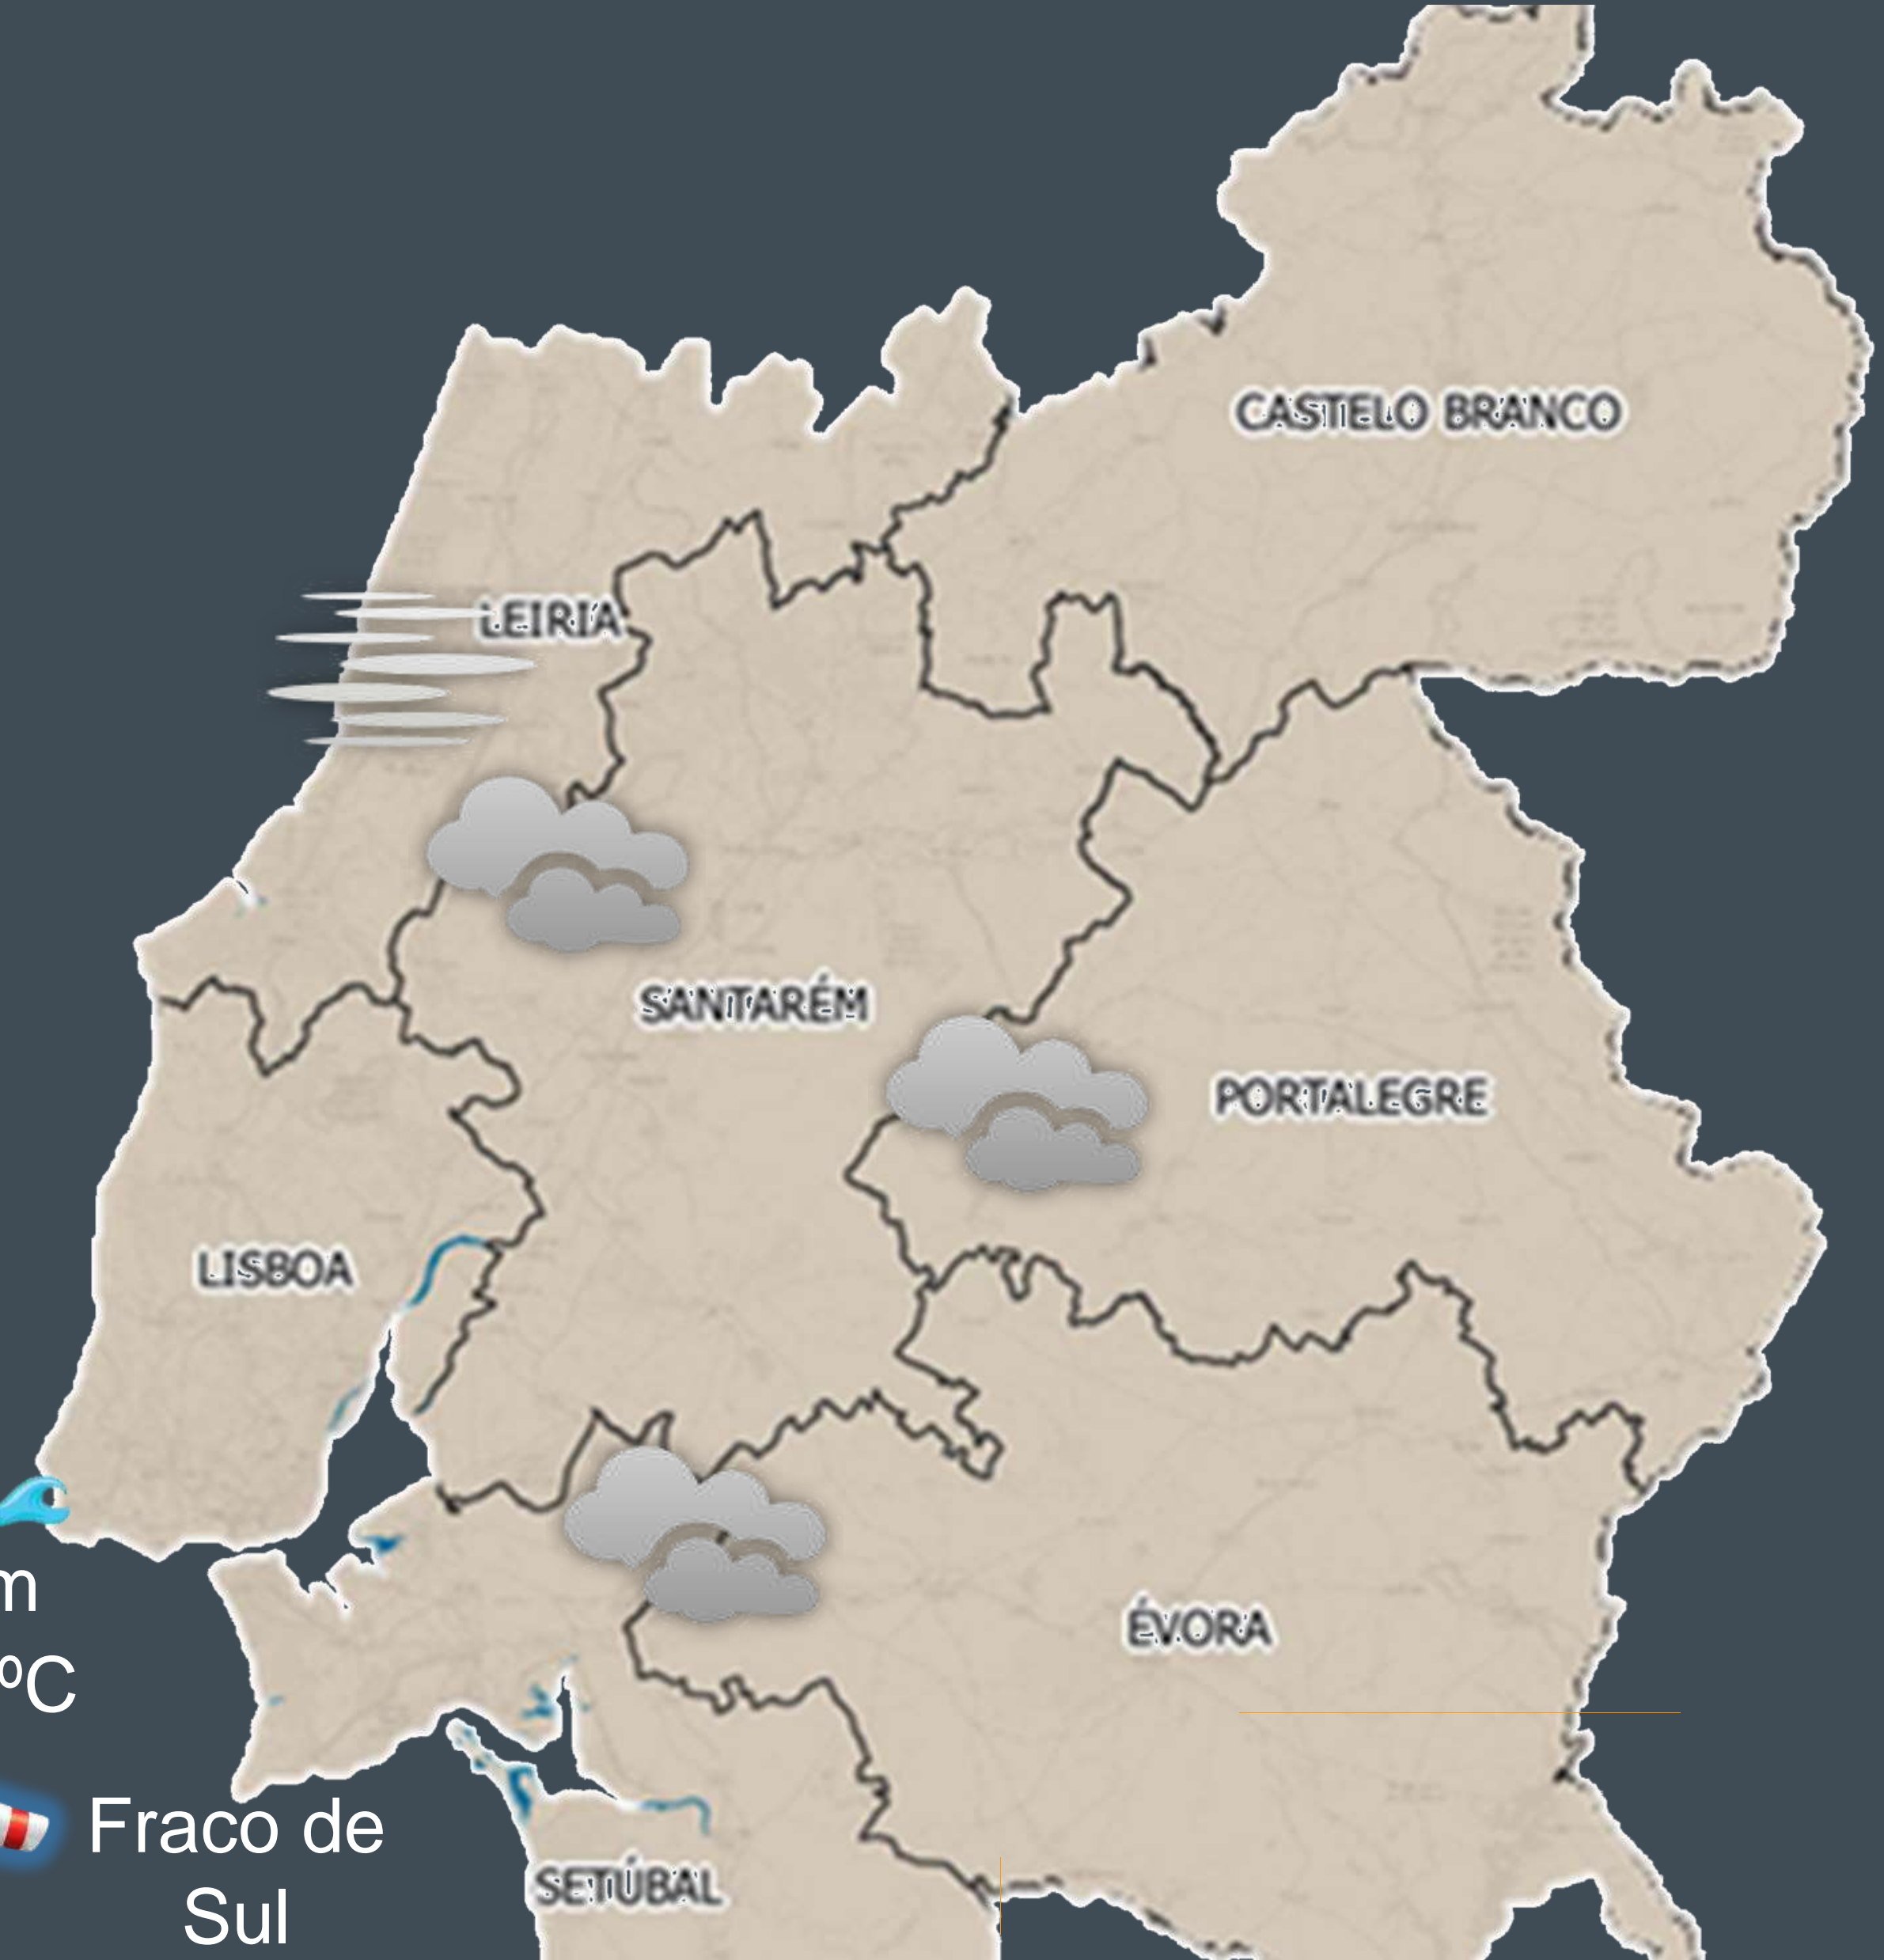 CASTELO BRANCO
LEIRIA
SANTARÉM
PORTALEGRE
LISBOA
m
ºC
ÉVORA
Fraco de
Sul
SETÚBAL